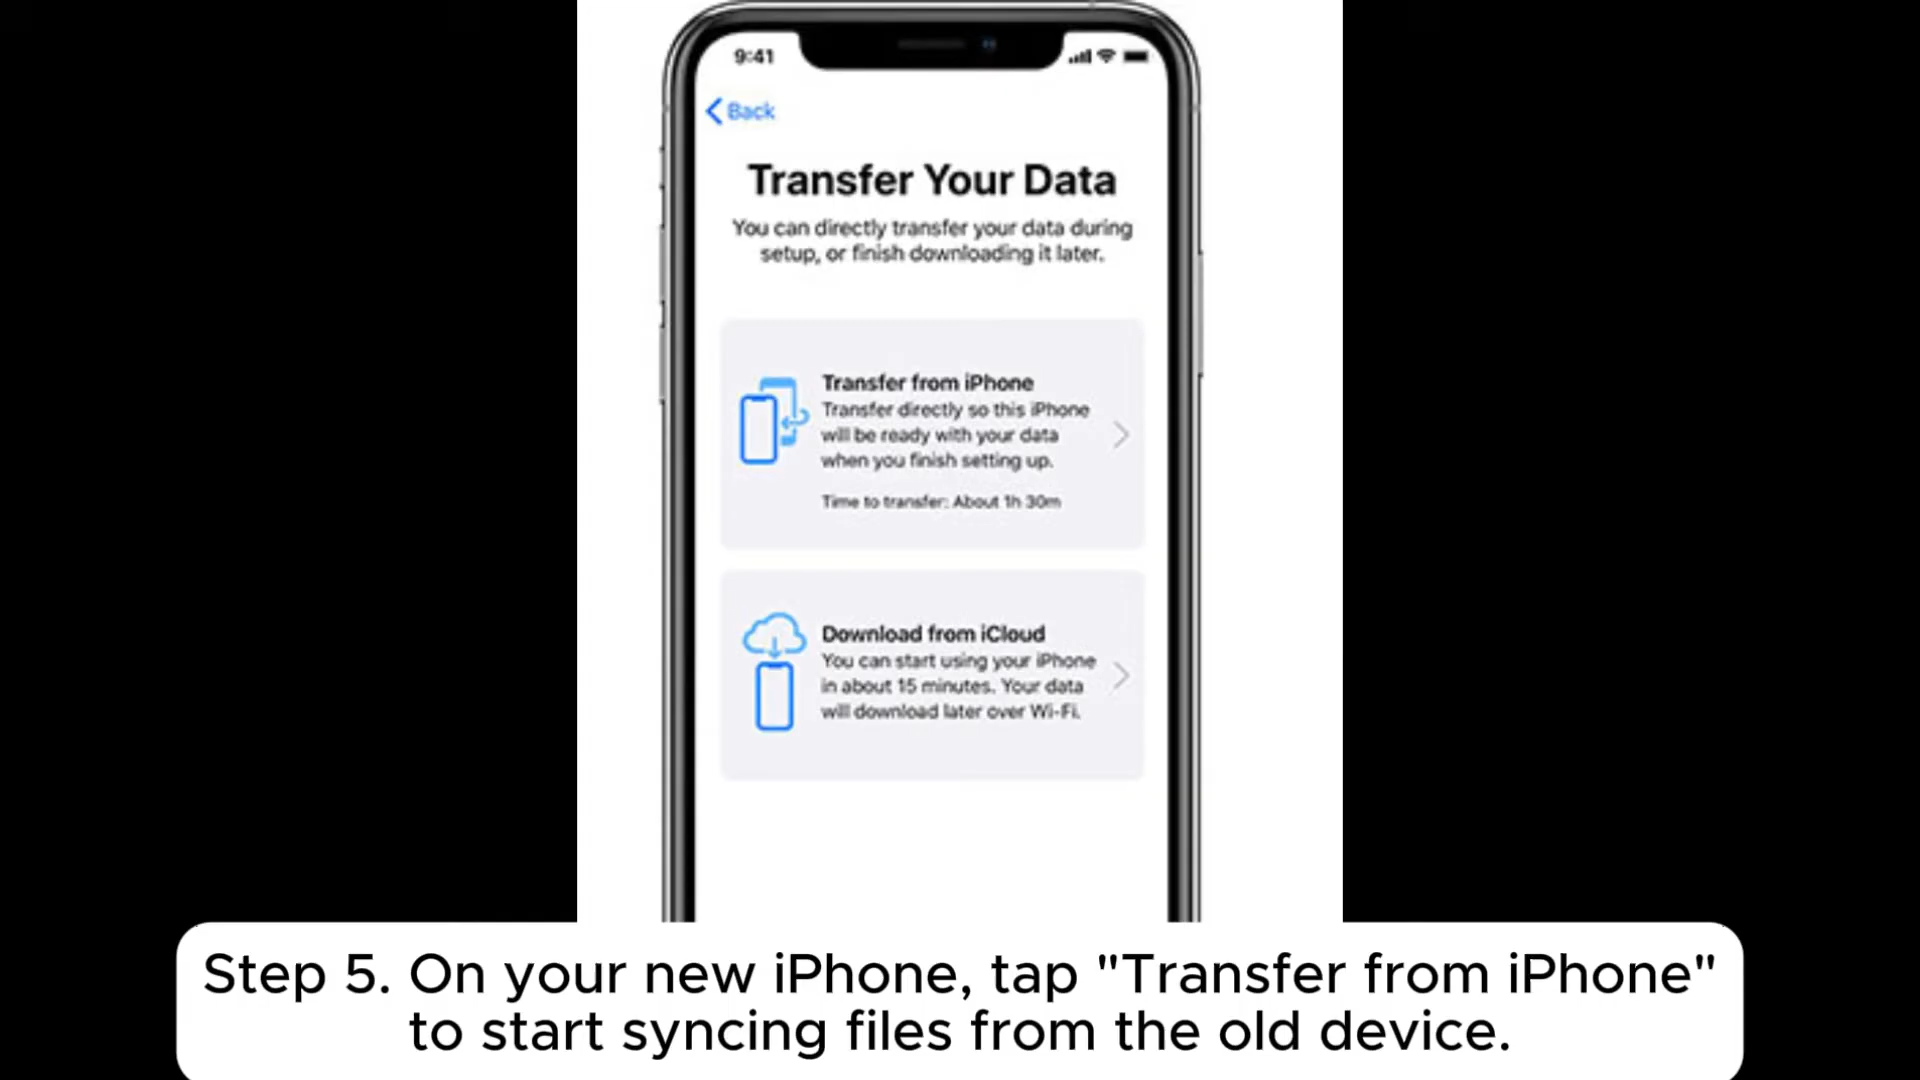 9:41
Back
Transfer Your Data
You can directly transfer your data during
setup, or finish downloading it later.
Transfer from iPhone
Transfer directly so this iPhone
will be ready with your data
when you finish setting up.
Time to transfer: About 1h 30m
Download from iCloud
You can start using your iPhone
in about 15 minutes. Your data
will download later over Wi-Fi.
Step 5. On your new iPhone, tap "Transfer from iPhone"
to start syncing files from the old device.